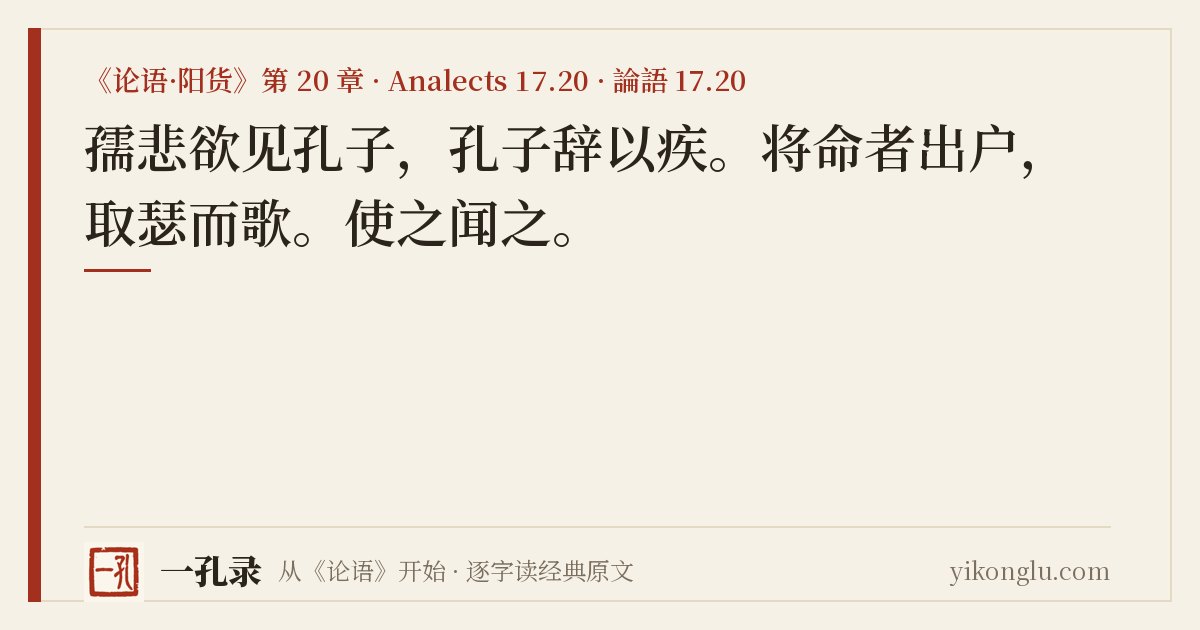 《论语·阳货》第 20 章 · Analects 17.20 · 論語 17.20
孺悲欲见孔子，孔子辞以疾。将命者出户，
取瑟而歌。使之闻之。
一孔
一孔录 从《论语》开始 · 逐字读经典原文 yikonglu.com